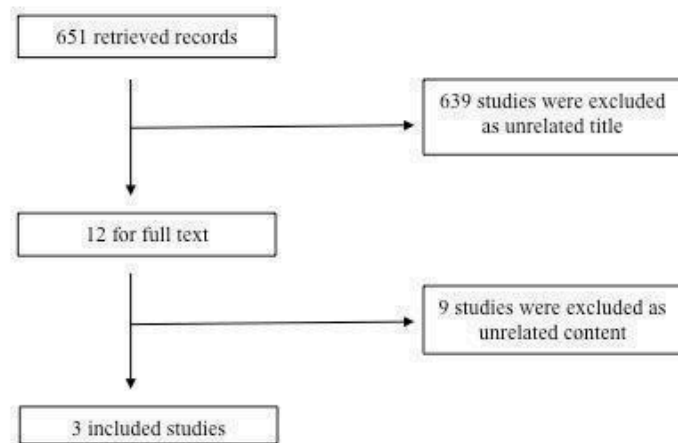 651 retrieved records
639 studies were excluded
as unrelated title
12 for full text
9 studies were excluded as
unrelated content
3 included studies